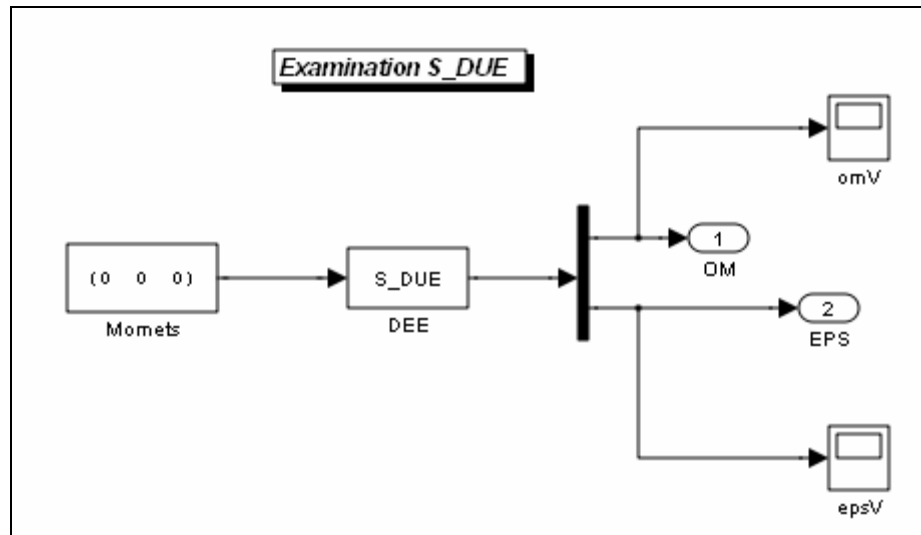 Examination S_DUE
omV
1
OM
(0 0 0)
Momets
S_DUE
DEE
2
EPS
epsV